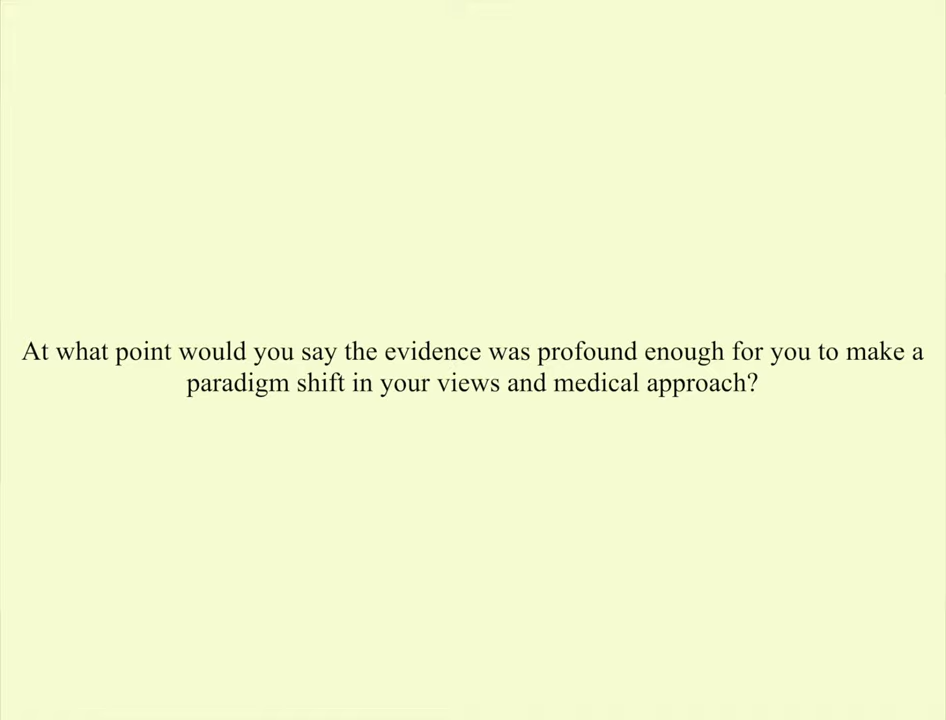 At what point would you say the evidence was profound enough for you to make a
paradigm shift in your views and medical approach?